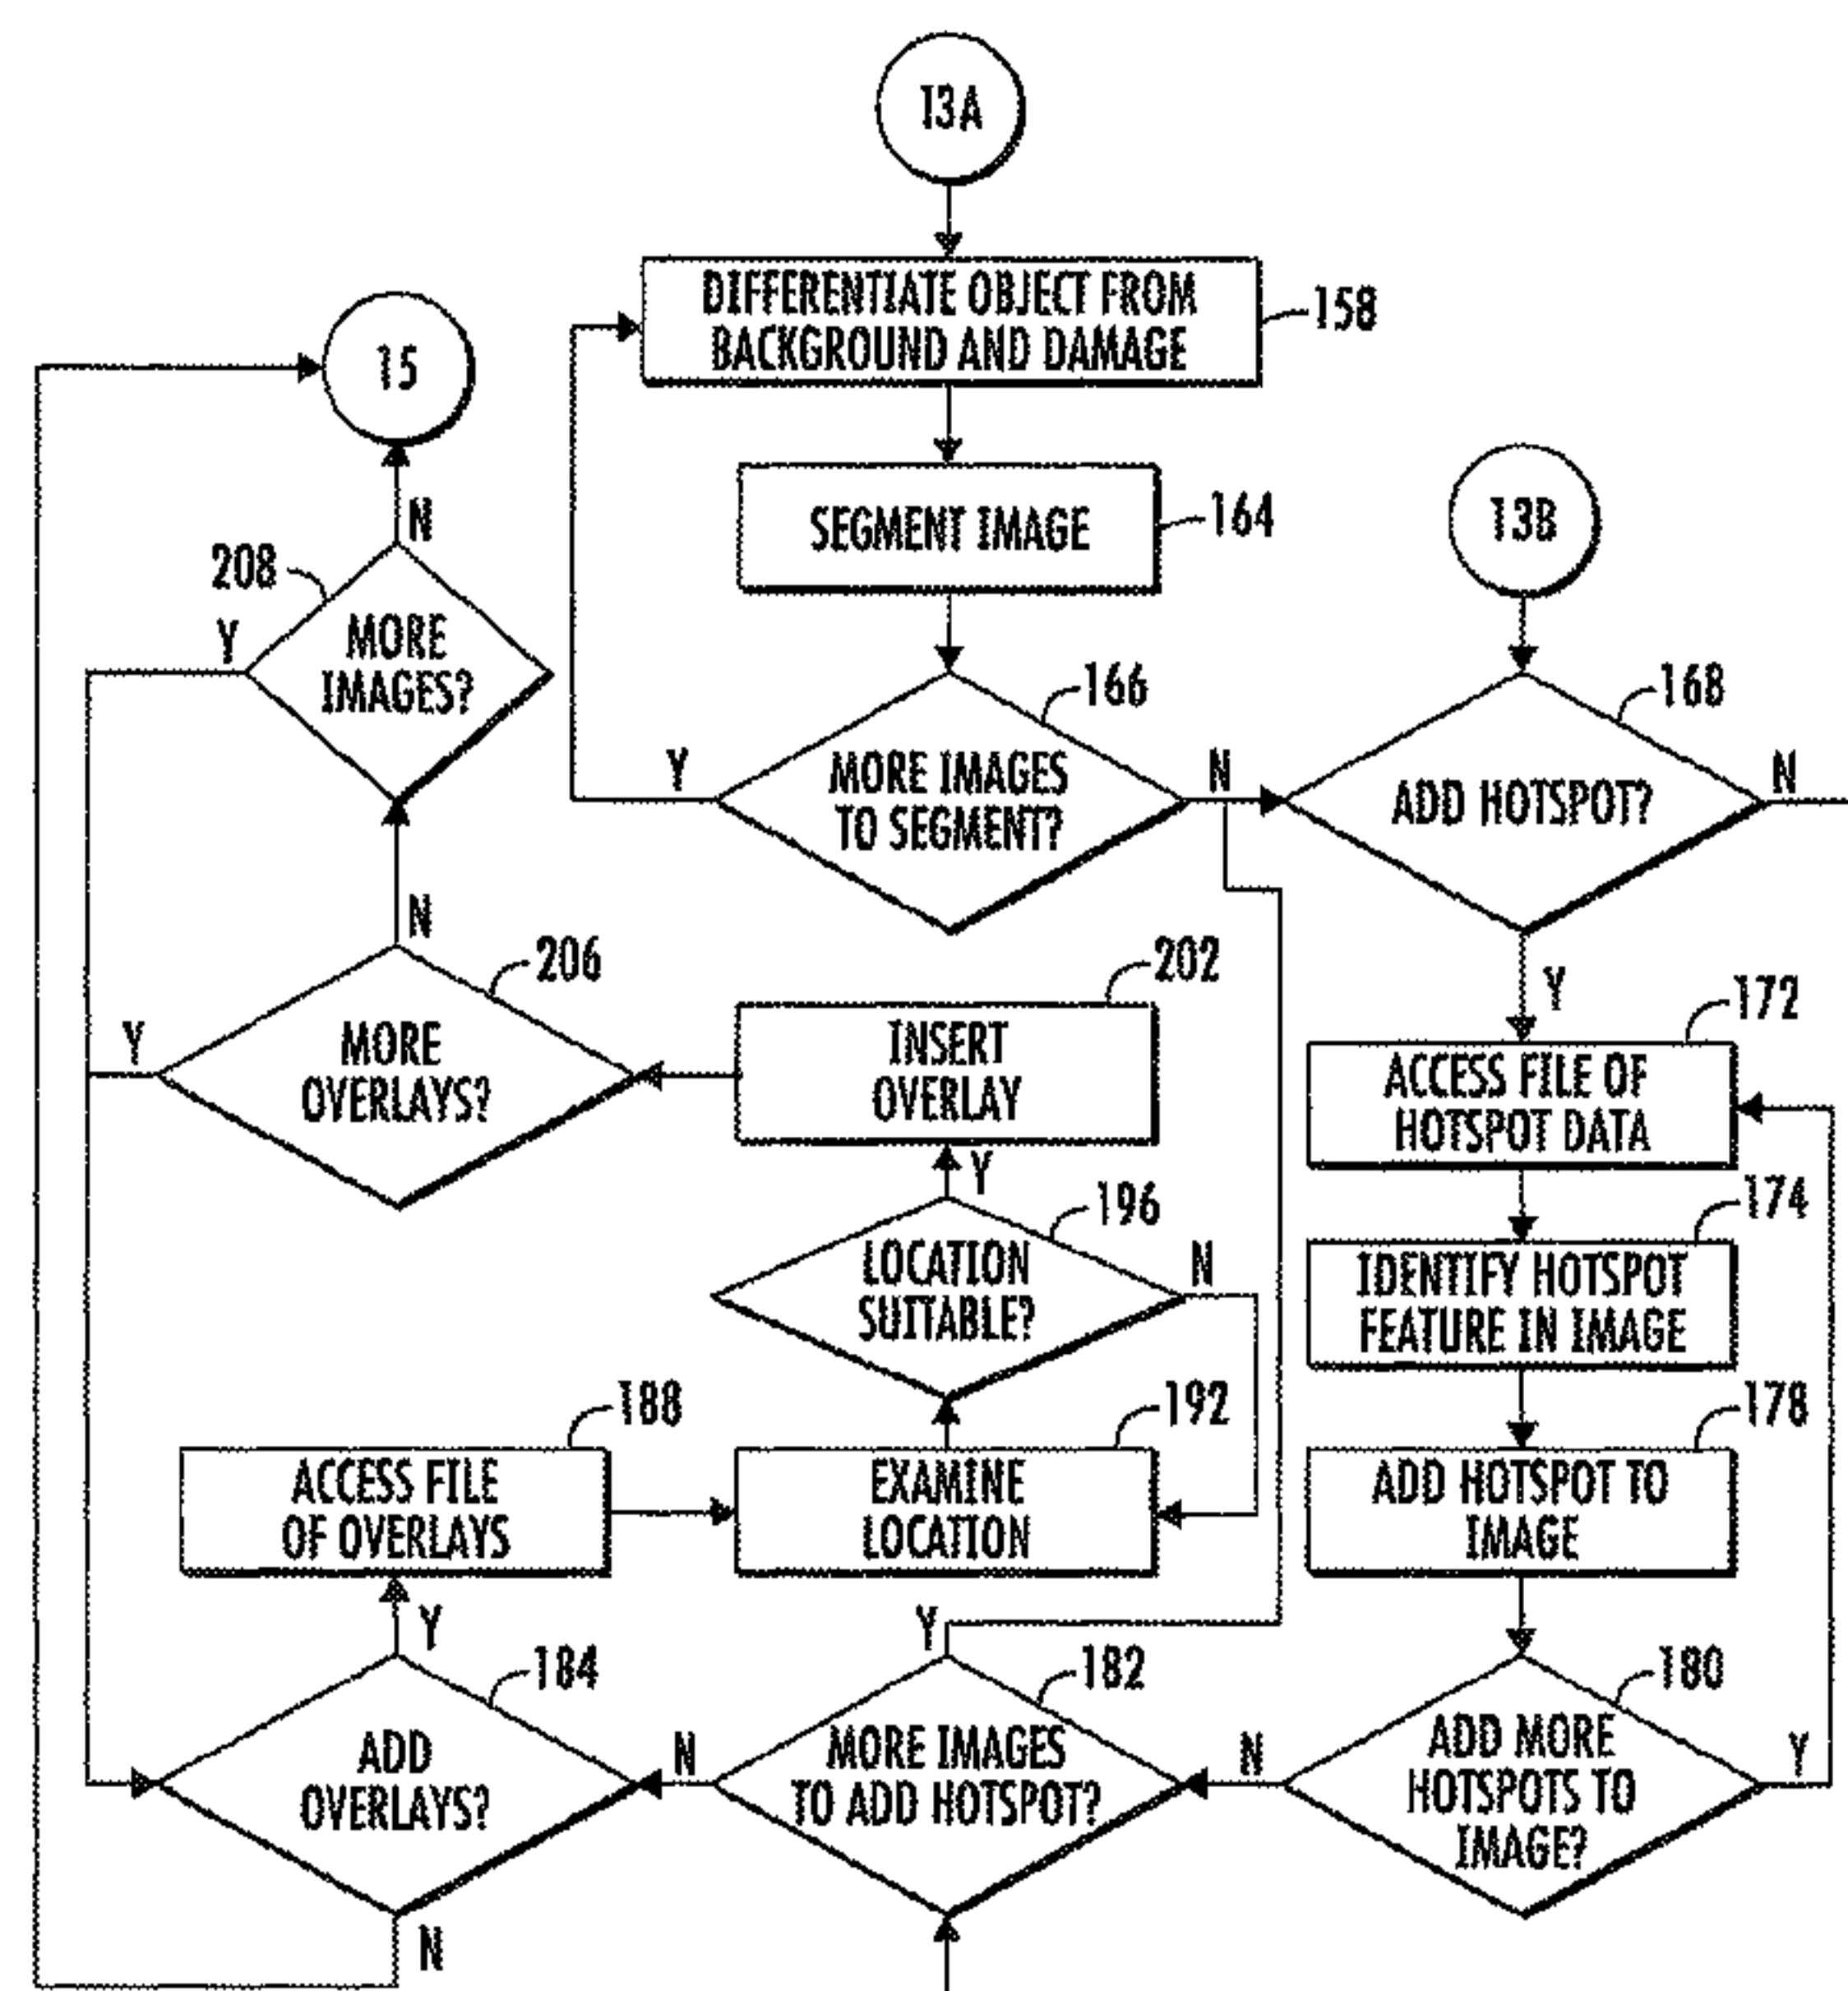 13A
DIFFERENTIATE OBJECT FROM
BACKGROUND AND DAMAGE
158
15
SEGMENT IMAGE
164
13B
N
208
Y
MORE
IMAGES?
166
168
Y
MORE IMAGES
TO SEGMENT?
N
ADD HOTSPOT?
N
N
206
202
Y
172
Y
MORE
OVERLAYS?
INSERT
OVERLAY
ACCESS FILE OF
HOTSPOT DATA
Y
196
174
LOCATION
SUITABLE?
N
IDENTIFY HOTSPOT
FEATURE IN IMAGE
188
192
178
ACCESS FILE
OF OVERLAYS
EXAMINE
LOCATION
ADD HOTSPOT TO
IMAGE
Y
Y
184
182
180
ADD
OVERLAYS?
N
MORE IMAGES
TO ADD HOTSPOT?
N
ADD MORE
HOTSPOTS TO
IMAGE?
Y
N